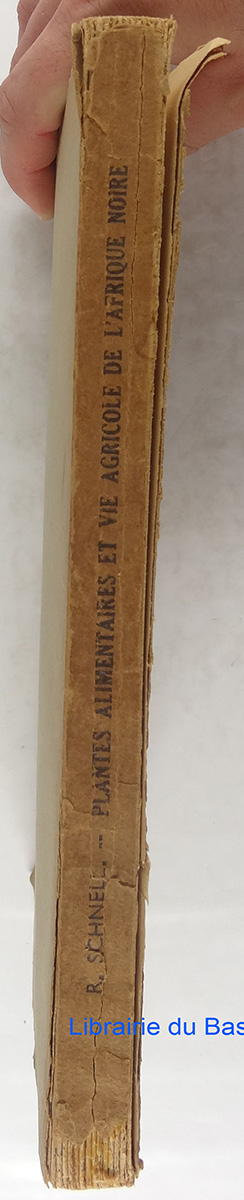 R. SCHNELL. -- PLANTES ALIMENTAIRES ET VIE AGRICOLE DE L'AFRIQUE NOIRE
Librairie du Bas